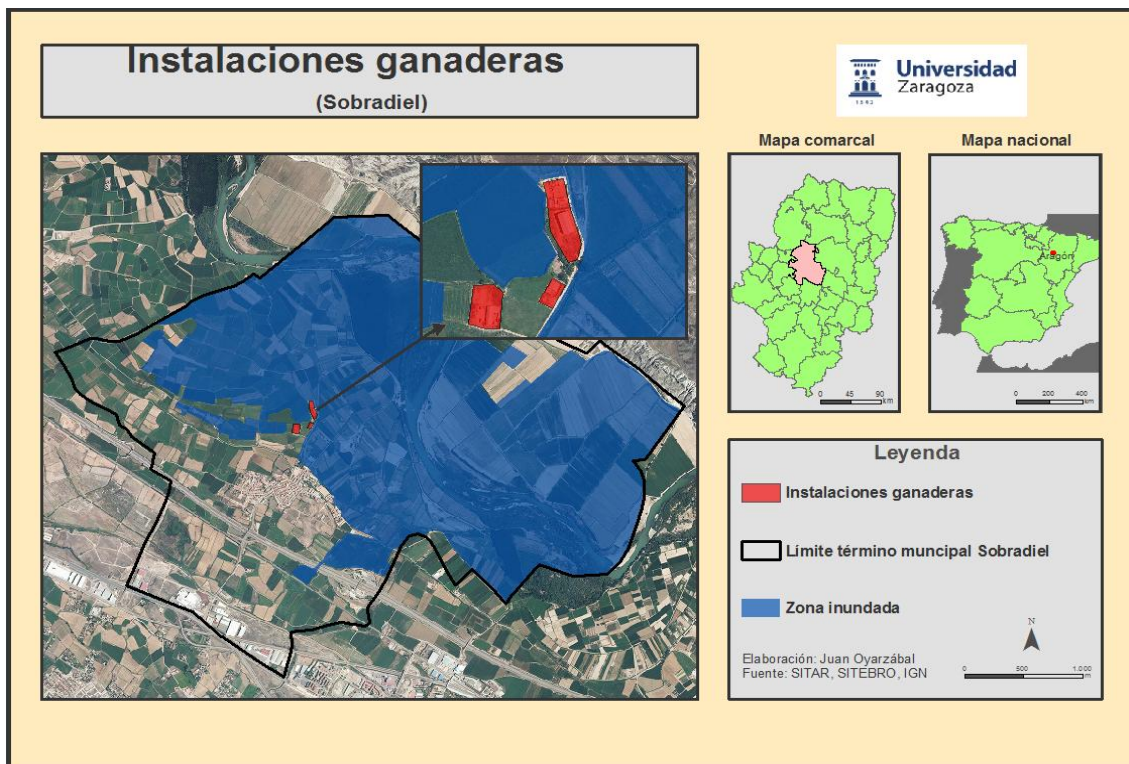 Instalaciones ganaderas
(Sobradiel)
Universidad
Zaragoza
1542
Mapa comarcal
Mapa nacional
Aragón
0 45 90
km
0 200 400
km
Leyenda
Instalaciones ganaderas
Límite término muncipal Sobradiel
Zona inundada
N
Elaboración: Juan Oyarzábal
Fuente: SITAR, SITEBRO, IGN
0 500 1.000
m